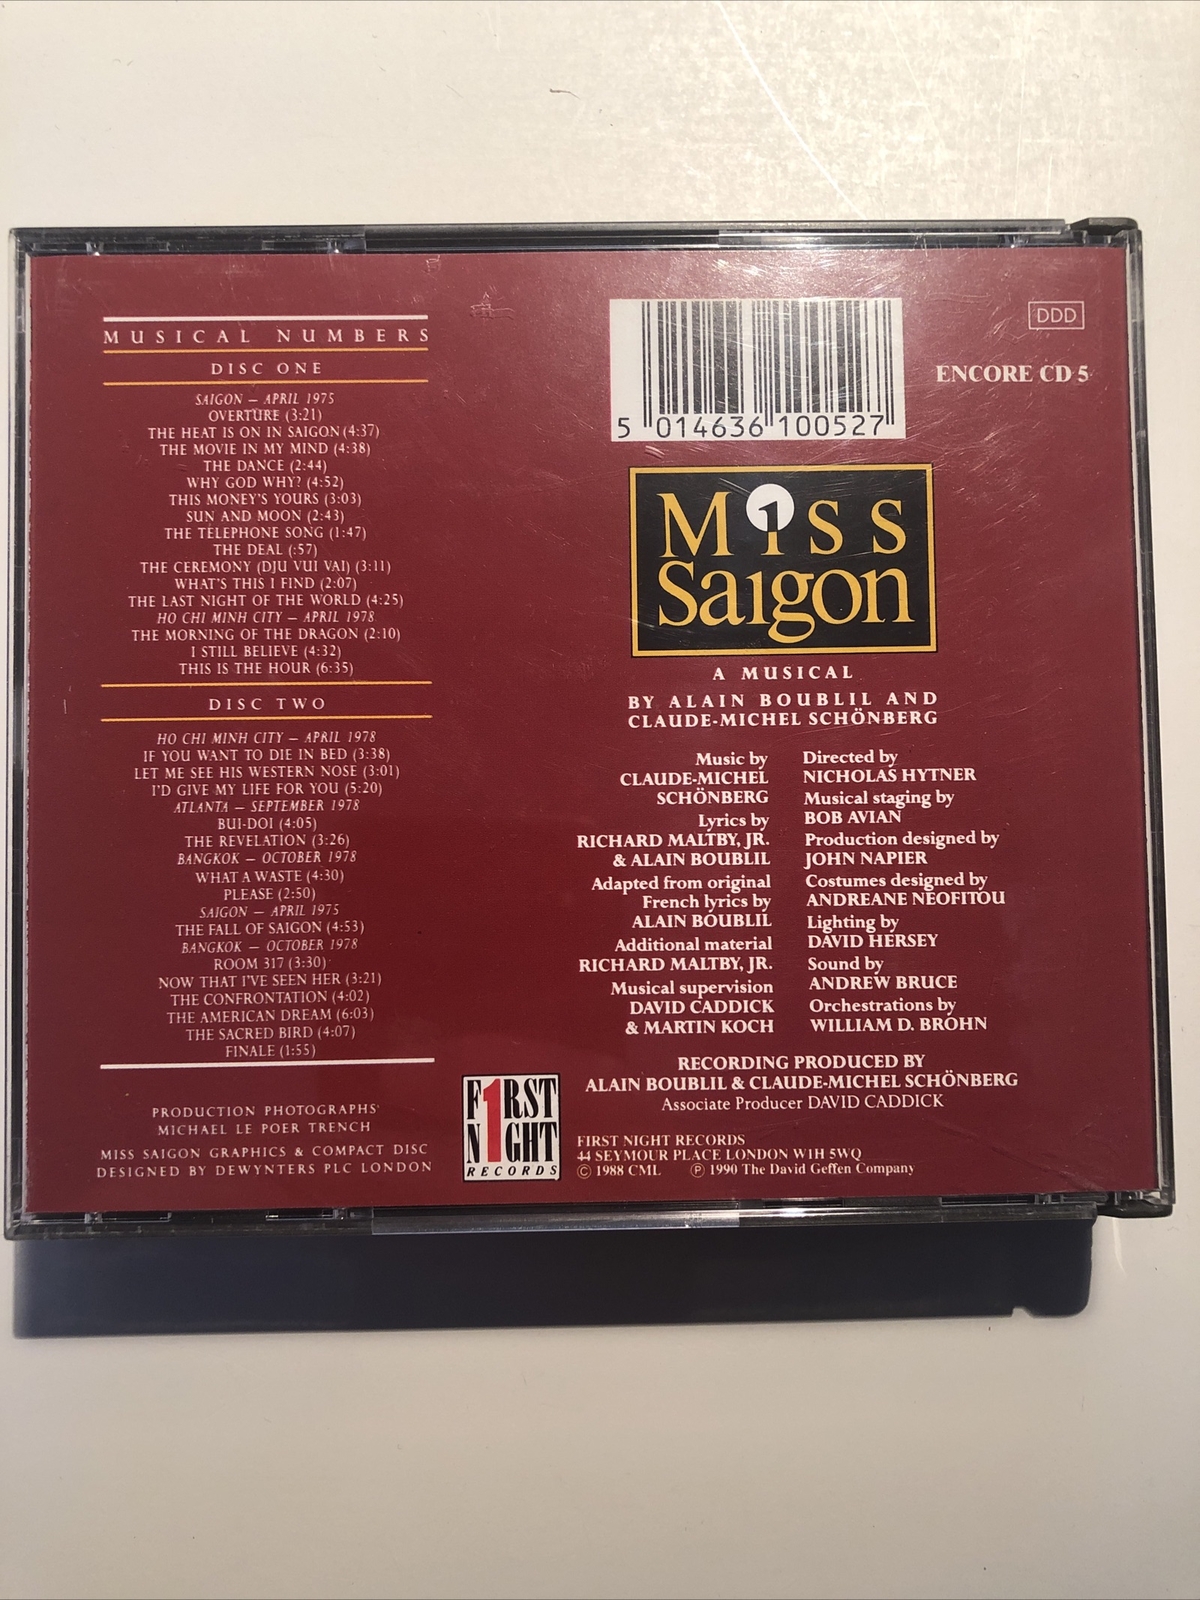 MUSICAL NUMBERS
DISC ONE
SAIGON — APRIL 1975
OVERTURE (3:21)
THE HEAT IS ON IN SAIGON (4:37)
THE MOVIE IN MY MIND (4:38)
THE DANCE (2:44)
WHY GOD WHY? (4:52)
THIS MONEY'S YOURS (3:03)
SUN AND MOON (2:43)
THE TELEPHONE SONG (1:47)
THE DEAL (:57)
THE CEREMONY (DJU VUI VAI) (3:11)
WHAT'S THIS I FIND (2:07)
THE LAST NIGHT OF THE WORLD (4:25)
HO CHI MINH CITY — APRIL 1978
THE MORNING OF THE DRAGON (2:10)
I STILL BELIEVE (4:32)
THIS IS THE HOUR (6:35)
DISC TWO
HO CHI MINH CITY — APRIL 1978
IF YOU WANT TO DIE IN BED (3:38)
LET ME SEE HIS WESTERN NOSE (3:01)
I'D GIVE MY LIFE FOR YOU (5:20)
ATLANTA — SEPTEMBER 1978
BUI-DOI (4:05)
THE REVELATION (3:26)
BANGKOK — OCTOBER 1978
WHAT A WASTE (4:30)
PLEASE (2:50)
SAIGON — APRIL 1975
THE FALL OF SAIGON (4:53)
BANGKOK — OCTOBER 1978
ROOM 317 (3:30)
NOW THAT I'VE SEEN HER (3:21)
THE CONFRONTATION (4:02)
THE AMERICAN DREAM (6:03)
THE SACRED BIRD (4:07)
FINALE (1:55)
PRODUCTION PHOTOGRAPHS
MICHAEL LE POER TRENCH
MISS SAIGON GRAPHICS & COMPACT DISC
DESIGNED BY DEWYNTERS PLC LONDON
5 014636 100527
DDD
ENCORE CD 5
Miss
Saigon
A MUSICAL
BY ALAIN BOUBLIL AND
CLAUDE-MICHEL SCHÖNBERG
Music by
CLAUDE-MICHEL
SCHÖNBERG
Lyrics by
RICHARD MALTBY, JR.
& ALAIN BOUBLIL
Adapted from original
French lyrics by
ALAIN BOUBLIL
Additional material
RICHARD MALTBY, JR.
Musical supervision
DAVID CADDICK
& MARTIN KOCH
Directed by
NICHOLAS HYTNER
Musical staging by
BOB AVIAN
Production designed by
JOHN NAPIER
Costumes designed by
ANDREANE NEOFITOU
Lighting by
DAVID HERSEY
Sound by
ANDREW BRUCE
Orchestrations by
WILLIAM D. BROHN
RECORDING PRODUCED BY
ALAIN BOUBLIL & CLAUDE-MICHEL SCHÖNBERG
Associate Producer DAVID CADDICK
F1RST
N1GHT
RECORDS
FIRST NIGHT RECORDS
44 SEYMOUR PLACE LONDON W1H 5WQ
© 1988 CML ℗ 1990 The David Geffen Company